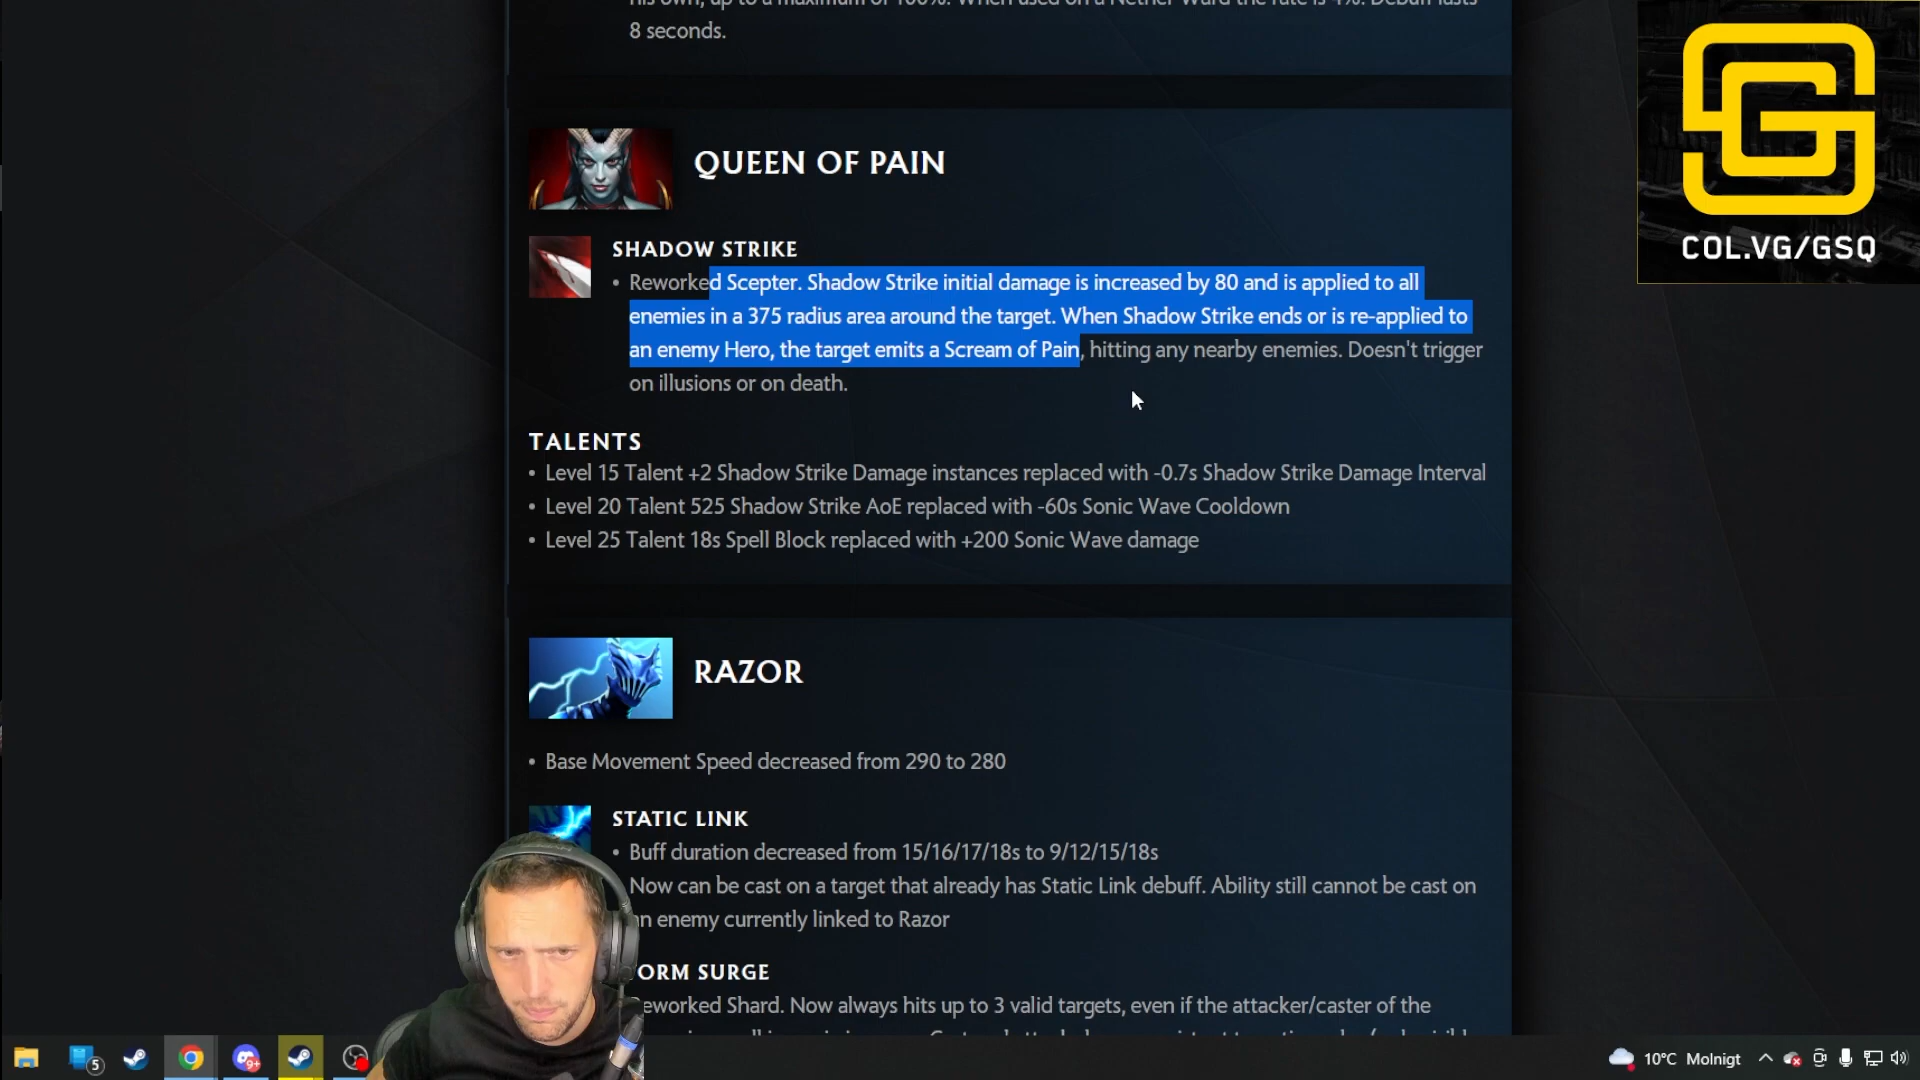 8 seconds.
QUEEN OF PAIN
SHADOW STRIKE
• Reworked Scepter. Shadow Strike initial damage is increased by 80 and is applied to all
enemies in a 375 radius area around the target. When Shadow Strike ends or is re-applied to
an enemy Hero, the target emits a Scream of Pain, hitting any nearby enemies. Doesn't trigger
on illusions or on death.
TALENTS
• Level 15 Talent +2 Shadow Strike Damage instances replaced with -0.7s Shadow Strike Damage Interval
• Level 20 Talent 525 Shadow Strike AoE replaced with -60s Sonic Wave Cooldown
• Level 25 Talent 18s Spell Block replaced with +200 Sonic Wave damage
RAZOR
• Base Movement Speed decreased from 290 to 280
STATIC LINK
• Buff duration decreased from 15/16/17/18s to 9/12/15/18s
Now can be cast on a target that already has Static Link debuff. Ability still cannot be cast on
an enemy currently linked to Razor
ORM SURGE
eworked Shard. Now always hits up to 3 valid targets, even if the attacker/caster of the
COL.VG/GSQ
5
9+
10°C Molnigt